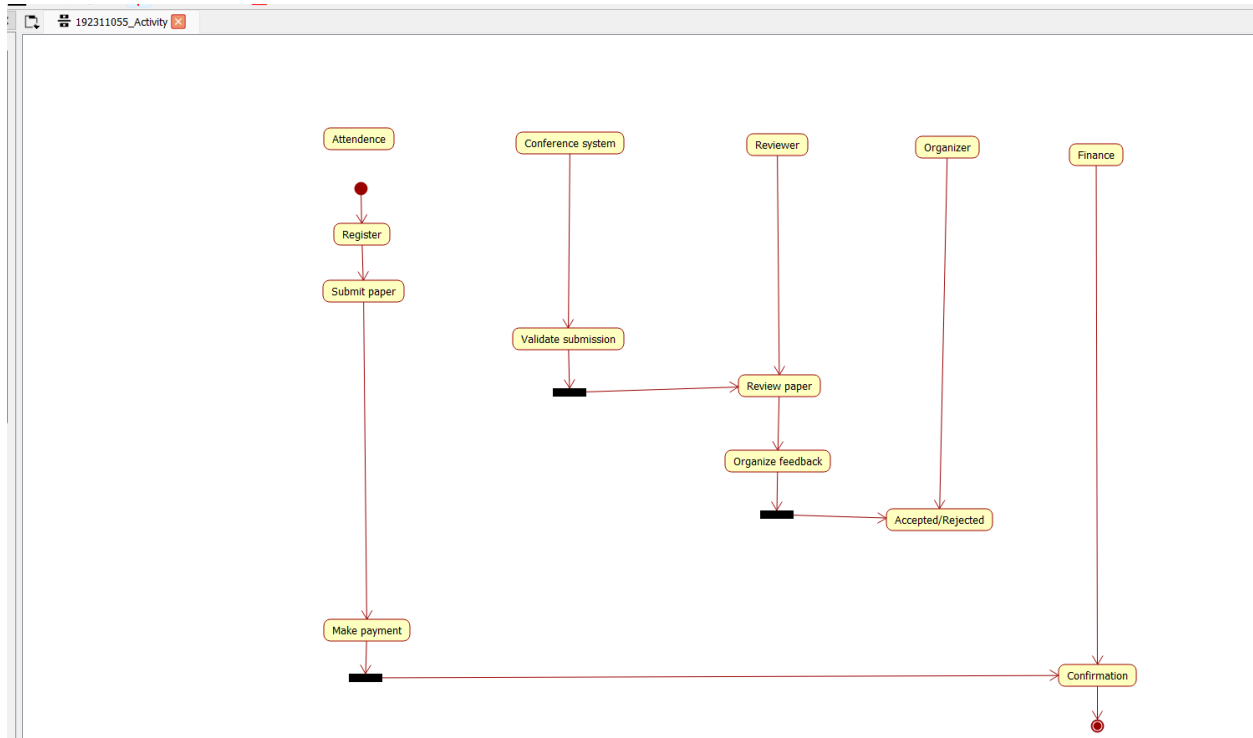 192311055_Activity
Attendence
Conference system
Reviewer
Organizer
Finance
Register
Submit paper
Validate submission
Review paper
Organize feedback
Accepted/Rejected
Make payment
Confirmation